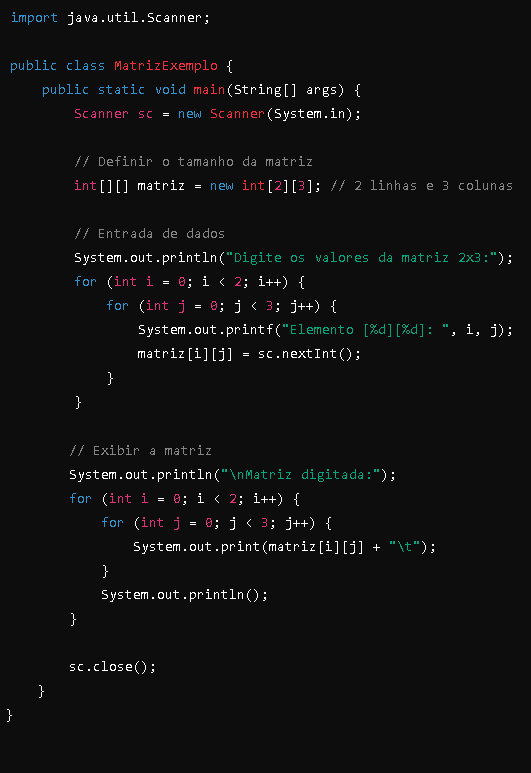 import java.util.Scanner;
public class MatrizExemplo {
public static void main(String[] args) {
Scanner sc = new Scanner(System.in);
// Definir o tamanho da matriz
int[][] matriz = new int[2][3]; // 2 linhas e 3 colunas
// Entrada de dados
System.out.println("Digite os valores da matriz 2x3:");
for (int i = 0; i < 2; i++) {
for (int j = 0; j < 3; j++) {
System.out.printf("Elemento [%d][%d]: ", i, j);
matriz[i][j] = sc.nextInt();
}
}
// Exibir a matriz
System.out.println("\nMatriz digitada:");
for (int i = 0; i < 2; i++) {
for (int j = 0; j < 3; j++) {
System.out.print(matriz[i][j] + "\t");
}
System.out.println();
}
sc.close();
}
}